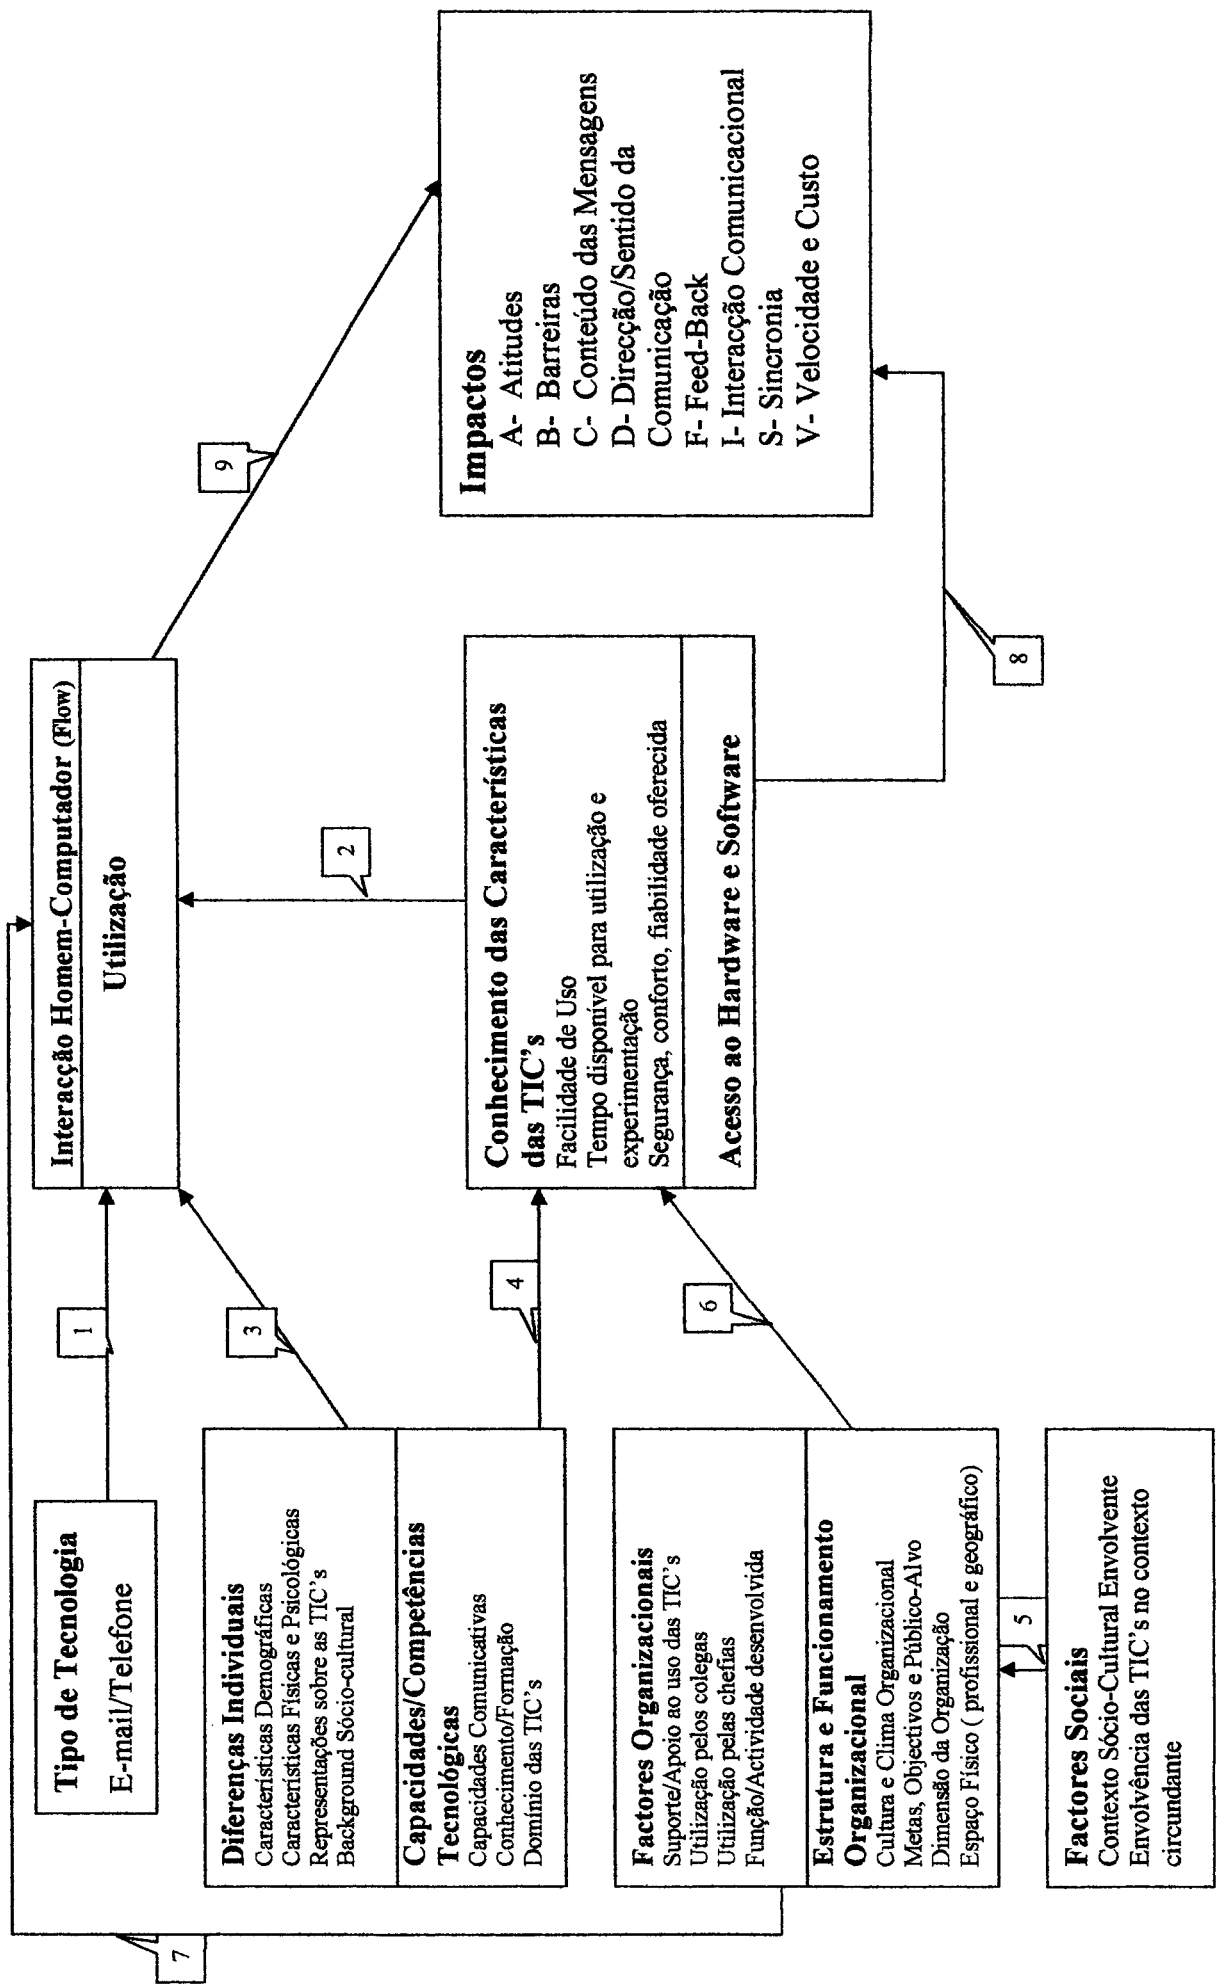 7
Tipo de Tecnologia
E-mail/Telefone
1
Interacção Homem-Computador (Flow)
Utilização
9
Diferenças Individuais
Características Demográficas
Características Físicas e Psicológicas
Representações sobre as TIC's
Background Sócio-cultural
3
Capacidades/Competências
Tecnológicas
Capacidades Comunicativas
Conhecimento/Formação
Domínio das TIC's
4
2
Conhecimento das Características
das TIC's
Facilidade de Uso
Tempo disponível para utilização e
experimentação
Segurança, conforto, fiabilidade oferecida
Acesso ao Hardware e Software
Impactos
A- Atitudes
B- Barreiras
C- Conteúdo das Mensagens
D- Direcção/Sentido da
Comunicação
F- Feed-Back
I- Interacção Comunicacional
S- Sincronia
V- Velocidade e Custo
Factores Organizacionais
Suporte/Apoio ao uso das TIC's
Utilização pelos colegas
Utilização pelas chefias
Função/Actividade desenvolvida
6
Estrutura e Funcionamento
Organizacional
Cultura e Clima Organizacional
Metas, Objectivos e Público-Alvo
Dimensão da Organização
Espaço Físico ( profissional e geográfico)
8
5
Factores Sociais
Contexto Sócio-Cultural Envolvente
Envolvência das TIC's no contexto
circundante